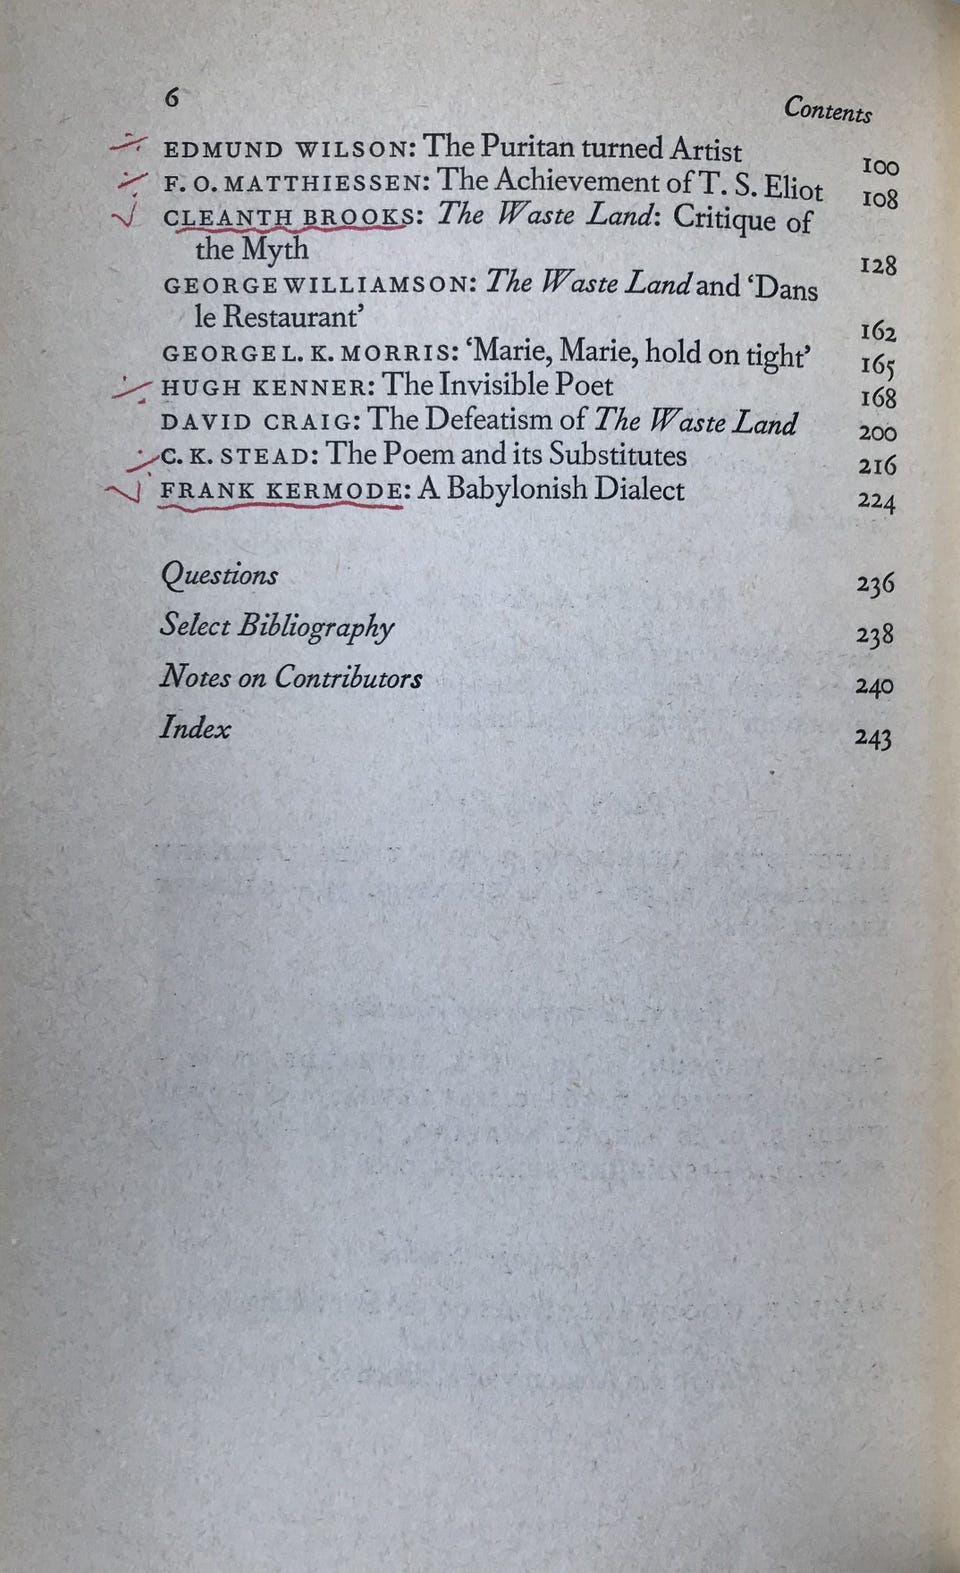 6
Contents
EDMUND WILSON: The Puritan turned Artist 100
F. O. MATTHIESSEN: The Achievement of T. S. Eliot 108
CLEANTH BROOKS: The Waste Land: Critique of
the Myth 128
GEORGE WILLIAMSON: The Waste Land and ‘Dans
le Restaurant’ 162
GEORGE L. K. MORRIS: ‘Marie, Marie, hold on tight’ 165
HUGH KENNER: The Invisible Poet 168
DAVID CRAIG: The Defeatism of The Waste Land 200
C. K. STEAD: The Poem and its Substitutes 216
FRANK KERMODE: A Babylonish Dialect 224
Questions 236
Select Bibliography 238
Notes on Contributors 240
Index 243